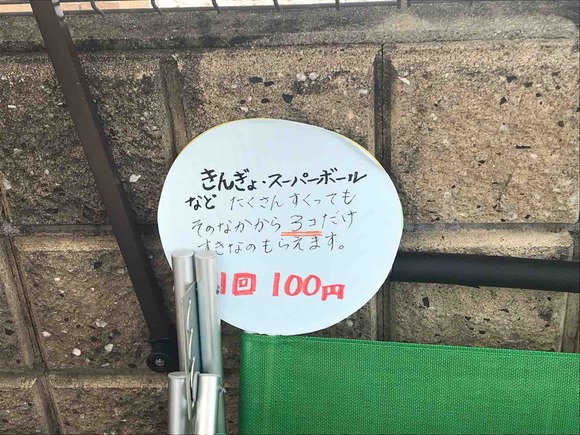 きんぎょ・スーパーボール
など たくさん すくっても
そのなかから 3コだけ
すきなのもらえます。
1回 100円